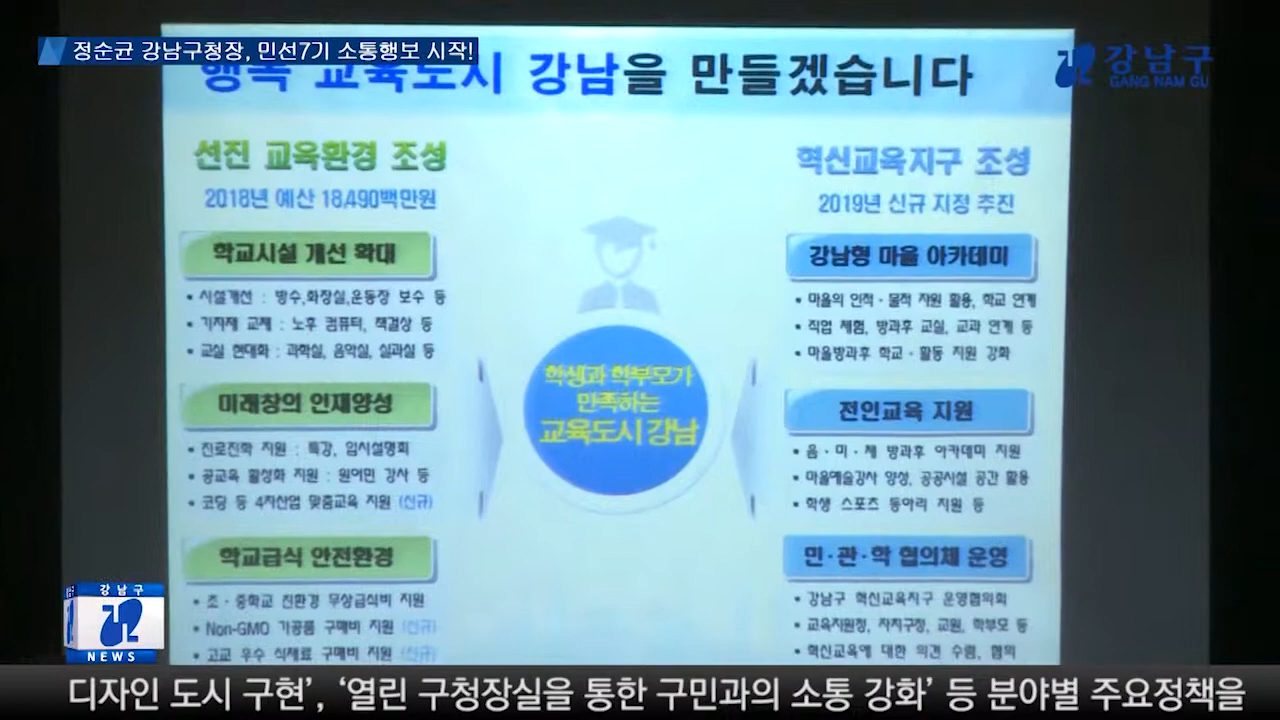 정순균 강남구청장, 민선7기 소통행보 시작!
강남구
GANG NAM GU
행복 교육도시 강남을 만들겠습니다
선진 교육환경 조성
2018년 예산 18,490백만원
학교시설 개선 확대
• 시설개선 : 방수,화장실,운동장 보수 등
• 기자재 교체 : 노후 컴퓨터, 책걸상 등
• 교실 현대화 : 과학실, 음악실, 실과실 등
미래창의 인재양성
• 진로진학 지원 : 특강, 입시설명회
• 공교육 활성화 지원 : 원어민 강사 등
• 코딩 등 4차산업 맞춤교육 지원 (신규)
학교급식 안전환경
• 초·중학교 친환경 무상급식비 지원
• Non-GMO 가공품 구매비 지원 (신규)
• 고교 우수 식재료 구매비 지원 (신규)
학생과 학부모가
만족하는
교육도시 강남
혁신교육지구 조성
2019년 신규 지정 추진
강남형 마을 아카데미
• 마을의 인적·물적 자원 활용, 학교 연계
• 직업 체험, 방과후 교실, 교과 연계 등
• 마을방과후 학교·활동 지원 강화
전인교육 지원
• 음·미·체 방과후 아카데미 지원
• 마을예술강사 양성, 공공시설 공간 활용
• 학생 스포츠 동아리 지원 등
민·관·학 협의체 운영
• 강남구 혁신교육지구 운영협의회
• 교육지원청, 자치구청, 교원, 학부모 등
• 혁신교육에 대한 의견 수렴, 협의
강남구
NEWS
디자인 도시 구현’, ‘열린 구청장실을 통한 구민과의 소통 강화’ 등 분야별 주요정책을